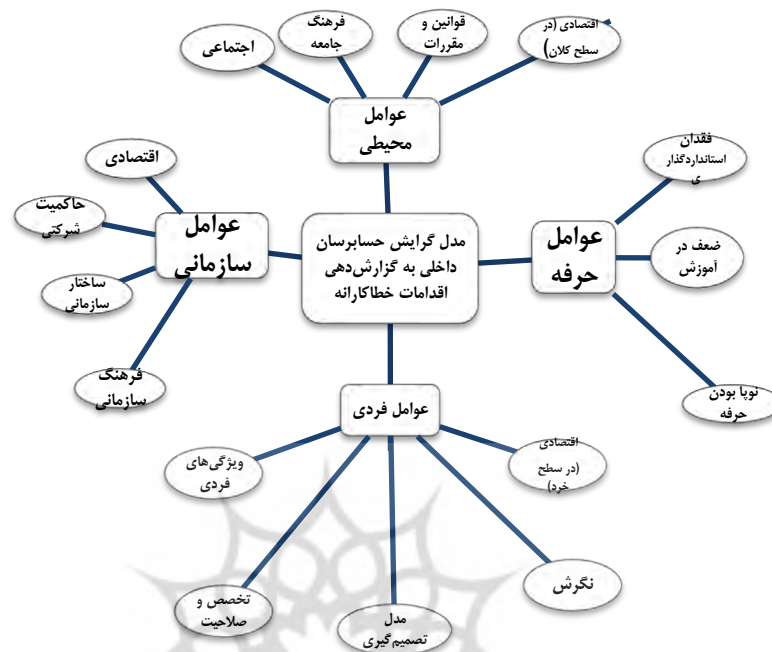 اقتصادی (در
سطح کلان)
قوانین و
مقررات
فرهنگ
جامعه
اجتماعی
عوامل
محیطی
فقدان
استانداردگذار
ی
ضعف در
آموزش
نوپا بودن
حرفه
عوامل
حرفه
مدل گرایش حسابرسان
داخلی به گزارش‌دهی
اقدامات خطاکارانه
عوامل
سازمانی
اقتصادی
حاکمیت
شرکتی
ساختار
سازمانی
فرهنگ
سازمانی
عوامل فردی
اقتصادی
(در سطح
خرد)
نگرش
مدل
تصمیم‌گیری
تخصص و
صلاحیت
ویژگی‌های
فردی